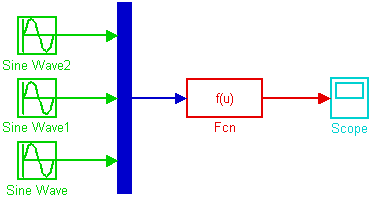 Sine Wave2
f(u)
Sine Wave1
Fcn
Scope
Sine Wave